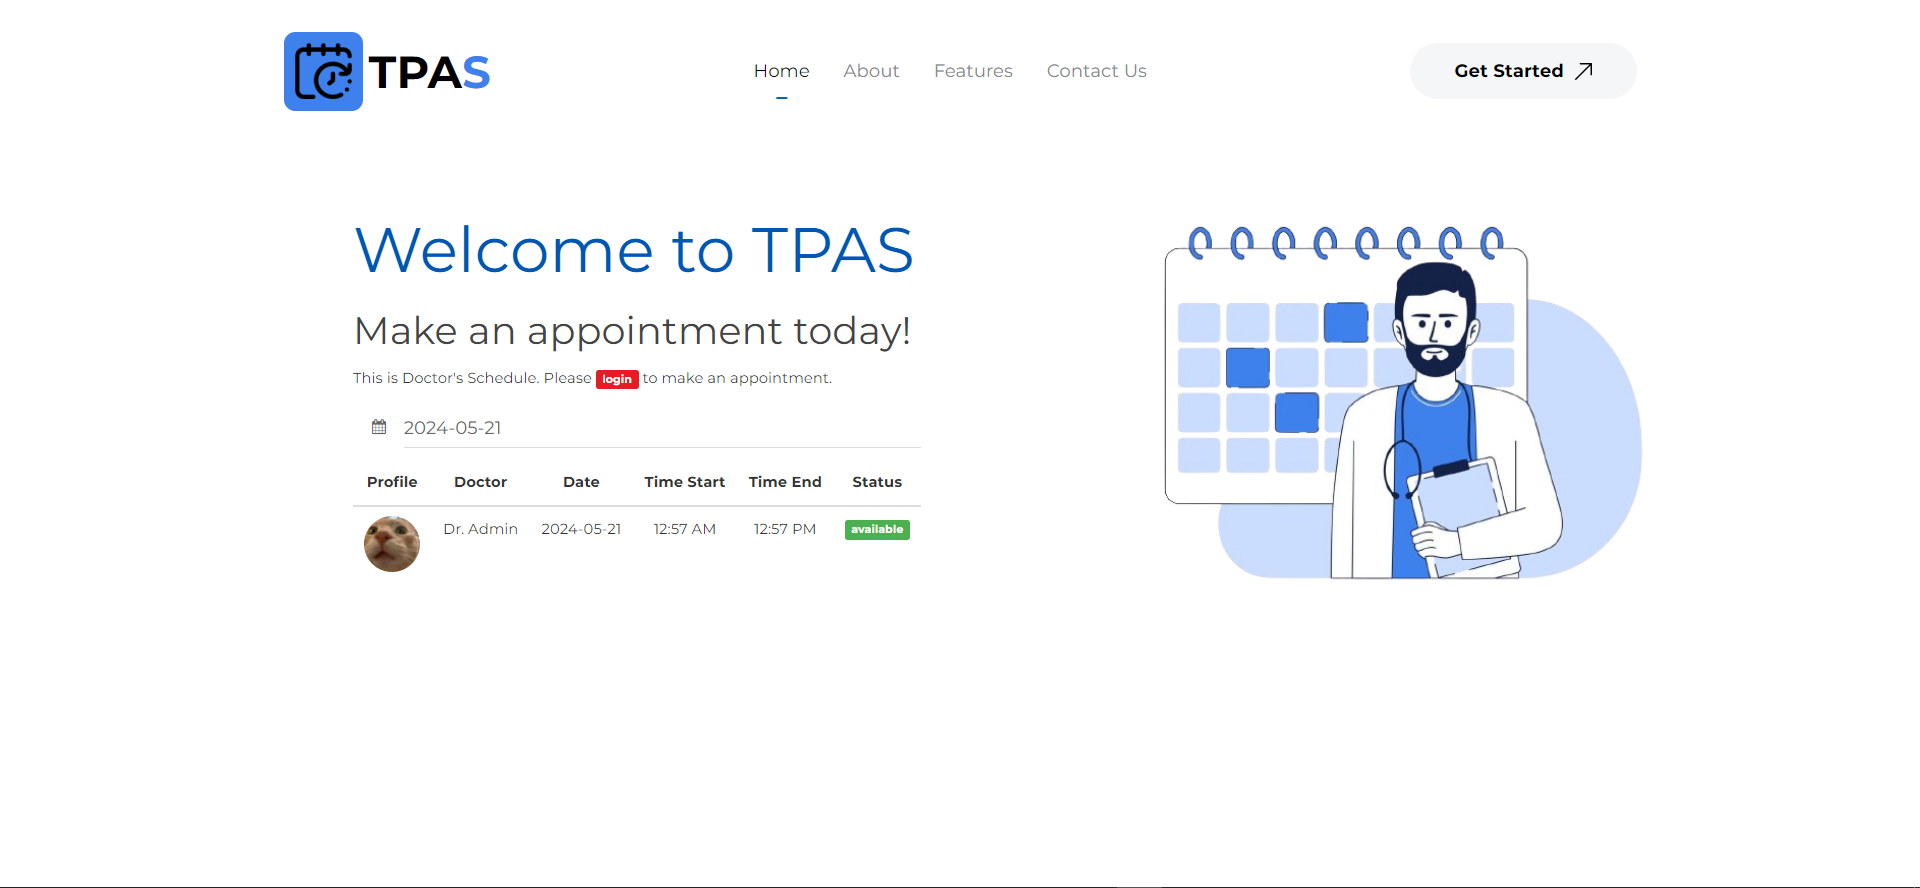 TPAS
Home About Features Contact Us
Get Started
Welcome to TPAS
Make an appointment today!
This is Doctor's Schedule. Please login to make an appointment.
2024-05-21
Profile Doctor Date Time Start Time End Status
Dr. Admin 2024-05-21 12:57 AM 12:57 PM available